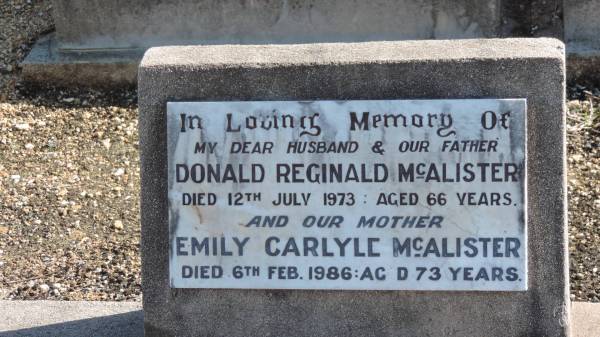 In Loving Memory Of
MY DEAR HUSBAND & OUR FATHER
DONALD REGINALD McALISTER
DIED 12TH JULY 1973 : AGED 66 YEARS.
AND OUR MOTHER
EMILY CARLYLE McALISTER
DIED 6TH FEB. 1986: AG D 73 YEARS.